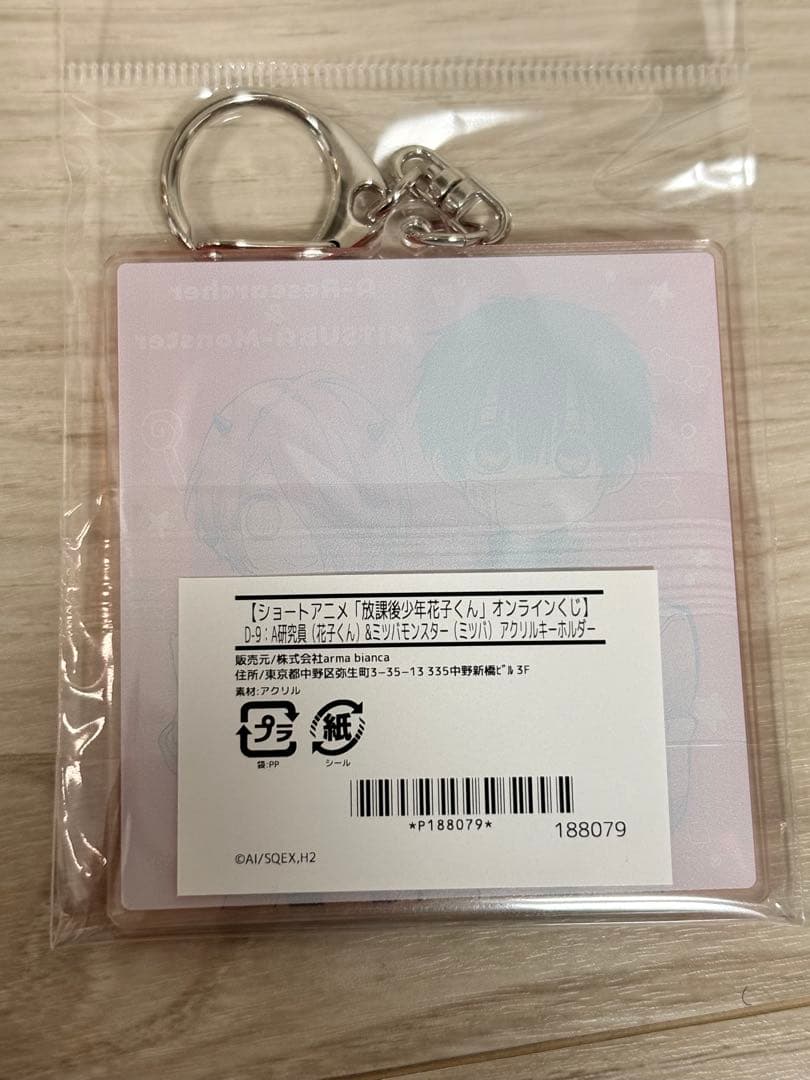 A-Researcher
&
MITSUBA-Monster
【ショートアニメ「放課後少年花子くん」オンラインくじ】
D-9：A研究員（花子くん）&ミツバモンスター（ミツバ）アクリルキーホルダー
販売元/株式会社arma bianca
住所/東京都中野区弥生町3−35−13 335中野新橋ﾋﾞﾙ 3F
素材:アクリル
プラ 紙
袋:PP シール
*P188079*
188079
©AI/SQEX,H2